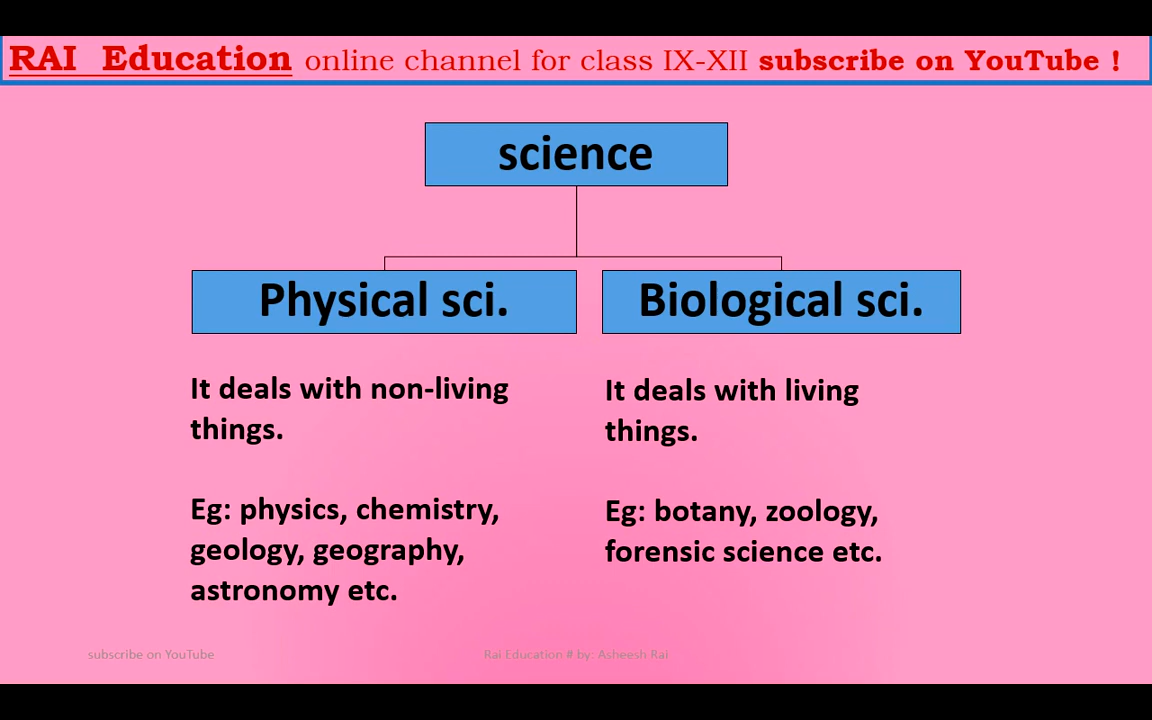 RAI Education online channel for class IX-XII subscribe on YouTube !
science
Physical sci.
Biological sci.
It deals with non-living
things.
Eg: physics, chemistry,
geology, geography,
astronomy etc.
It deals with living
things.
Eg: botany, zoology,
forensic science etc.
subscribe on YouTube
Rai Education # by: Asheesh Rai